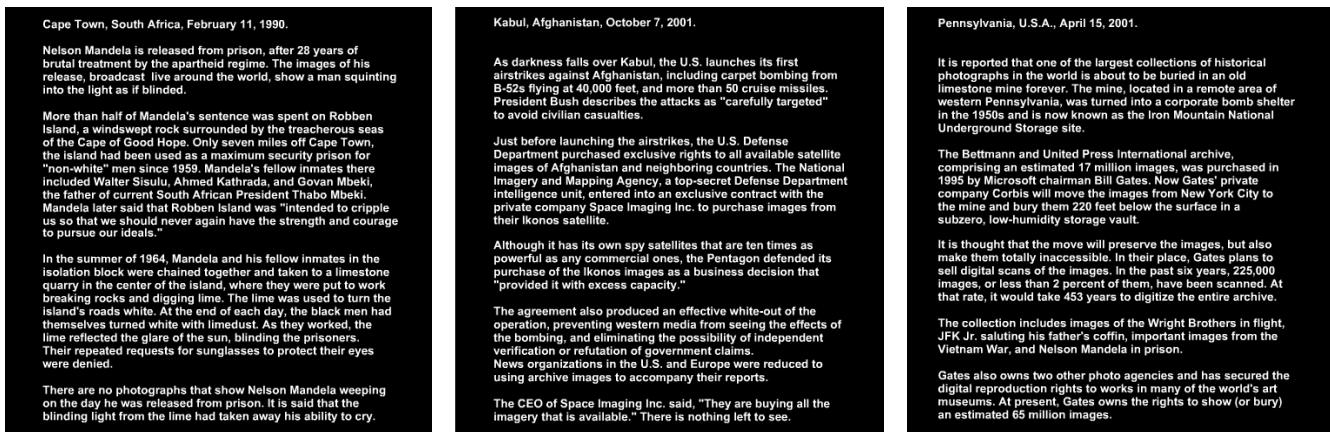 Cape Town, South Africa, February 11, 1990.
Nelson Mandela is released from prison, after 28 years of
brutal treatment by the apartheid regime. The images of his
release, broadcast live around the world, show a man squinting
into the light as if blinded.
More than half of Mandela's sentence was spent on Robben
Island, a windswept rock surrounded by the treacherous seas
of the Cape of Good Hope. Only seven miles off Cape Town,
the island had been used as a maximum security prison for
"non-white" men since 1959. Mandela's fellow inmates there
included Walter Sisulu, Ahmed Kathrada, and Govan Mbeki,
the father of current South African President Thabo Mbeki.
Mandela later said that Robben Island was "intended to cripple
us so that we should never again have the strength and courage
to pursue our ideals."
In the summer of 1964, Mandela and his fellow inmates in the
isolation block were chained together and taken to a limestone
quarry in the center of the island, where they were put to work
breaking rocks and digging lime. The lime was used to turn the
island's roads white. At the end of each day, the black men had
themselves turned white with limedust. As they worked, the
lime reflected the glare of the sun, blinding the prisoners.
Their repeated requests for sunglasses to protect their eyes
were denied.
There are no photographs that show Nelson Mandela weeping
on the day he was released from prison. It is said that the
blinding light from the lime had taken away his ability to cry.
Kabul, Afghanistan, October 7, 2001.
As darkness falls over Kabul, the U.S. launches its first
airstrikes against Afghanistan, including carpet bombing from
B-52s flying at 40,000 feet, and more than 50 cruise missiles.
President Bush describes the attacks as "carefully targeted"
to avoid civilian casualties.
Just before launching the airstrikes, the U.S. Defense
Department purchased exclusive rights to all available satellite
images of Afghanistan and neighboring countries. The National
Imagery and Mapping Agency, a top-secret Defense Department
intelligence unit, entered into an exclusive contract with the
private company Space Imaging Inc. to purchase images from
their Ikonos satellite.
Although it has its own spy satellites that are ten times as
powerful as any commercial ones, the Pentagon defended its
purchase of the Ikonos images as a business decision that
"provided it with excess capacity."
The agreement also produced an effective white-out of the
operation, preventing western media from seeing the effects of
the bombing, and eliminating the possibility of independent
verification or refutation of government claims.
News organizations in the U.S. and Europe were reduced to
using archive images to accompany their reports.
The CEO of Space Imaging Inc. said, "They are buying all the
imagery that is available." There is nothing left to see.
Pennsylvania, U.S.A., April 15, 2001.
It is reported that one of the largest collections of historical
photographs in the world is about to be buried in an old
limestone mine forever. The mine, located in a remote area of
western Pennsylvania, was turned into a corporate bomb shelter
in the 1950s and is now known as the Iron Mountain National
Underground Storage site.
The Bettmann and United Press International archive,
comprising an estimated 17 million images, was purchased in
1995 by Microsoft chairman Bill Gates. Now Gates' private
company Corbis will move the images from New York City to
the mine and bury them 220 feet below the surface in a
subzero, low-humidity storage vault.
It is thought that the move will preserve the images, but also
make them totally inaccessible. In their place, Gates plans to
sell digital scans of the images. In the past six years, 225,000
images, or less than 2 percent of them, have been scanned. At
that rate, it would take 453 years to digitize the entire archive.
The collection includes images of the Wright Brothers in flight,
JFK Jr. saluting his father's coffin, important images from the
Vietnam War, and Nelson Mandela in prison.
Gates also owns two other photo agencies and has secured the
digital reproduction rights to works in many of the world's art
museums. At present, Gates owns the rights to show (or bury)
an estimated 65 million images.